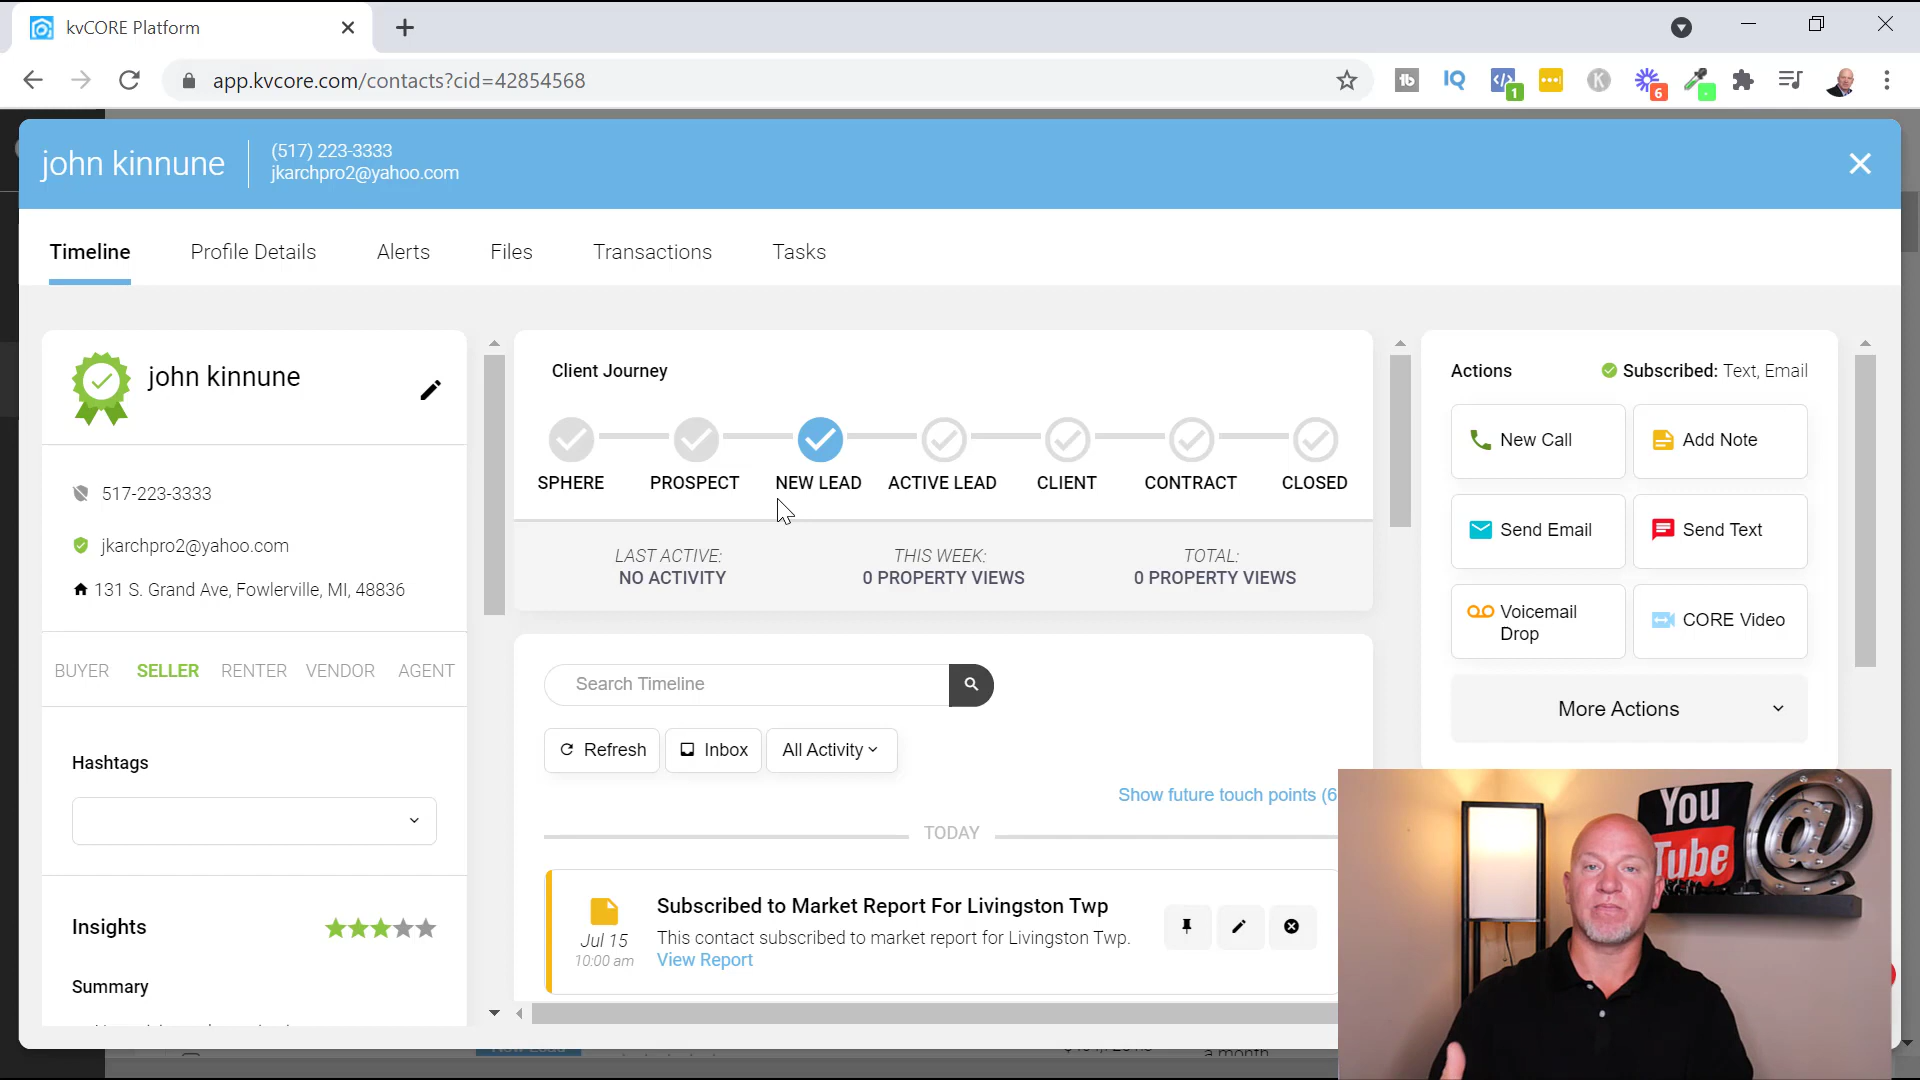 kvCORE Platform
app.kvcore.com/contacts?cid=42854568
1
6
john kinnune
(517) 223-3333
jkarchpro2@yahoo.com
Timeline
Profile Details
Alerts
Files
Transactions
Tasks
john kinnune
517-223-3333
jkarchpro2@yahoo.com
131 S. Grand Ave, Fowlerville, MI, 48836
BUYER SELLER RENTER VENDOR AGENT
Hashtags
Insights
Summary
Client Journey
SPHERE
PROSPECT
NEW LEAD
ACTIVE LEAD
CLIENT
CONTRACT
CLOSED
LAST ACTIVE:
NO ACTIVITY
THIS WEEK:
0 PROPERTY VIEWS
TOTAL:
0 PROPERTY VIEWS
Search Timeline
Refresh
Inbox
All Activity
Show future touch points (6
TODAY
Jul 15
10:00 am
Subscribed to Market Report For Livingston Twp
This contact subscribed to market report for Livingston Twp.
View Report
Actions
Subscribed: Text, Email
New Call
Add Note
Send Email
Send Text
Voicemail
Drop
CORE Video
More Actions
You
Tube
@